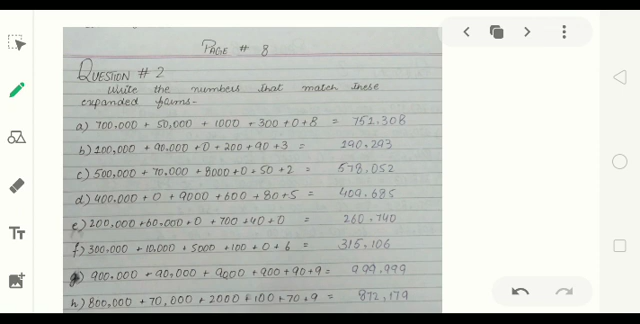 PAGE # 8
QUESTION # 2
Write the numbers that match these
expanded forms-
a) 700,000 + 50,000 + 1000 + 300 + 0 + 8 = 751,308
b) 100,000 + 90,000 + 0 + 200 + 90 + 3 = 190,293
c) 500,000 + 70,000 + 8000 + 0 + 50 + 2 = 578,052
d) 400,000 + 0 + 9000 + 600 + 80 + 5 = 409,685
e) 200,000 + 60,000 + 0 + 700 + 40 + 0 = 260,740
f) 300,000 + 10,000 + 5000 + 100 + 0 + 6 = 315,106
g) 900,000 + 90,000 + 9000 + 900 + 90 + 9 = 999,999
h) 800,000 + 70,000 + 2000 + 100 + 70 + 9 = 872,179
TT